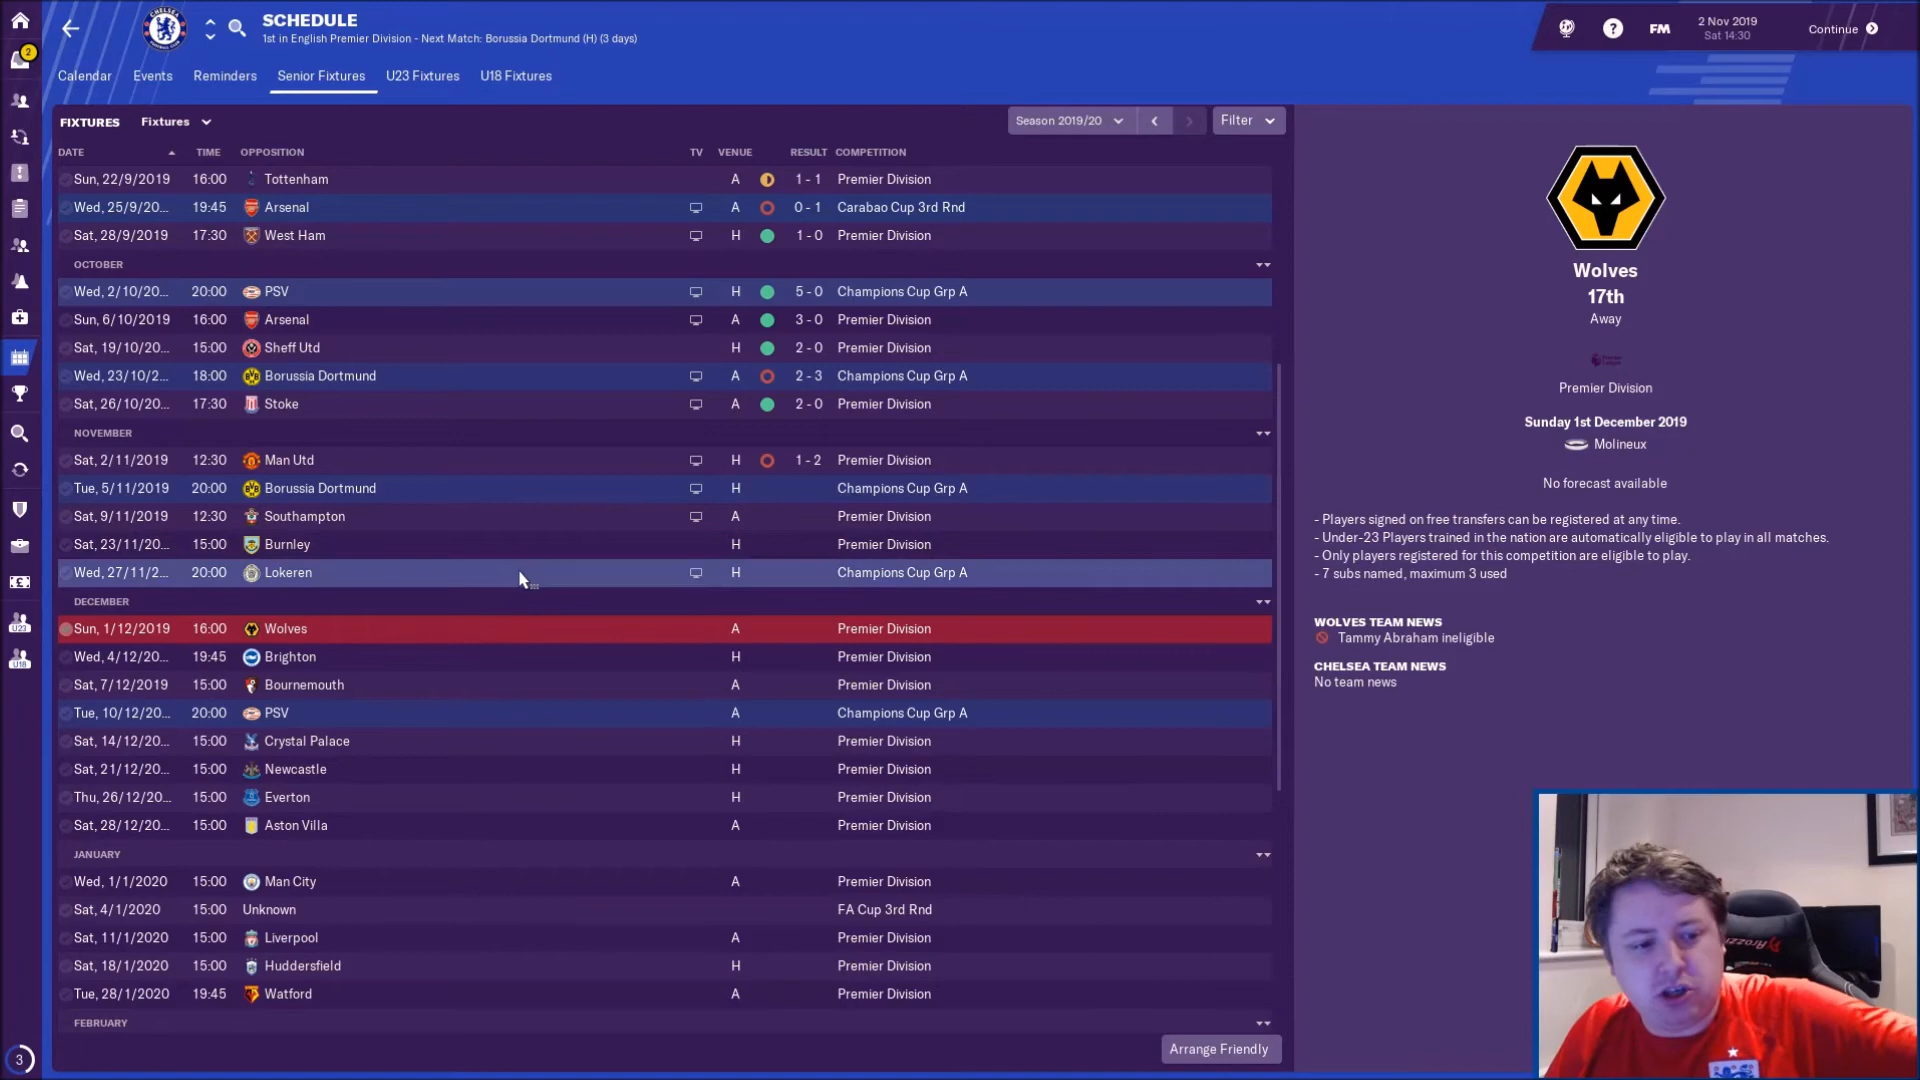 SCHEDULE
1st in English Premier Division - Next Match: Borussia Dortmund (H) (3 days)
2
FM
2 Nov 2019
Sat 14:30
Continue
Calendar Events Reminders Senior Fixtures U23 Fixtures U18 Fixtures
FIXTURES Fixtures Season 2019/20 Filter
DATE TIME OPPOSITION TV VENUE RESULT COMPETITION
Sun, 22/9/2019 16:00 Tottenham A 1 - 1 Premier Division
Wed, 25/9/20... 19:45 Arsenal A 0 - 1 Carabao Cup 3rd Rnd
Sat, 28/9/2019 17:30 West Ham H 1 - 0 Premier Division
OCTOBER
Wed, 2/10/20... 20:00 PSV H 5 - 0 Champions Cup Grp A
Sun, 6/10/2019 16:00 Arsenal A 3 - 0 Premier Division
Sat, 19/10/20... 15:00 Sheff Utd H 2 - 0 Premier Division
Wed, 23/10/2... 18:00 Borussia Dortmund A 2 - 3 Champions Cup Grp A
Sat, 26/10/20... 17:30 Stoke A 2 - 0 Premier Division
NOVEMBER
Sat, 2/11/2019 12:30 Man Utd H 1 - 2 Premier Division
Tue, 5/11/2019 20:00 Borussia Dortmund H Champions Cup Grp A
Sat, 9/11/2019 12:30 Southampton A Premier Division
Sat, 23/11/20... 15:00 Burnley H Premier Division
Wed, 27/11/2... 20:00 Lokeren H Champions Cup Grp A
DECEMBER
Sun, 1/12/2019 16:00 Wolves A Premier Division
Wed, 4/12/20... 19:45 Brighton H Premier Division
Sat, 7/12/2019 15:00 Bournemouth A Premier Division
Tue, 10/12/20... 20:00 PSV A Champions Cup Grp A
Sat, 14/12/20... 15:00 Crystal Palace H Premier Division
Sat, 21/12/20... 15:00 Newcastle H Premier Division
Thu, 26/12/20... 15:00 Everton H Premier Division
Sat, 28/12/20... 15:00 Aston Villa A Premier Division
JANUARY
Wed, 1/1/2020 15:00 Man City A Premier Division
Sat, 4/1/2020 15:00 Unknown FA Cup 3rd Rnd
Sat, 11/1/2020 15:00 Liverpool A Premier Division
Sat, 18/1/2020 15:00 Huddersfield H Premier Division
Tue, 28/1/2020 19:45 Watford A Premier Division
FEBRUARY
Arrange Friendly
U23
U18
3
Wolves
17th
Away
Premier Division
Sunday 1st December 2019
Molineux
No forecast available
- Players signed on free transfers can be registered at any time.
- Under-23 Players trained in the nation are automatically eligible to play in all matches.
- Only players registered for this competition are eligible to play.
- 7 subs named, maximum 3 used
WOLVES TEAM NEWS
Tammy Abraham ineligible
CHELSEA TEAM NEWS
No team news